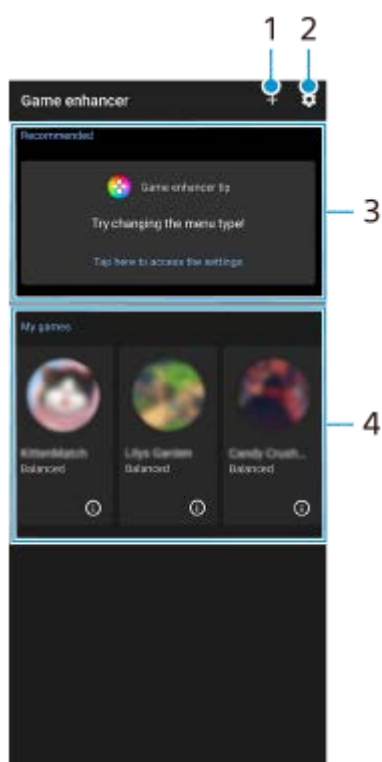 1 2
Game enhancer
Recommended
3
Game enhancer tip
Try changing the menu type!
Tap here to access the settings
My games
4
KittenMatch Lilys Garden Candy Crush...
Balanced Balanced Balanced